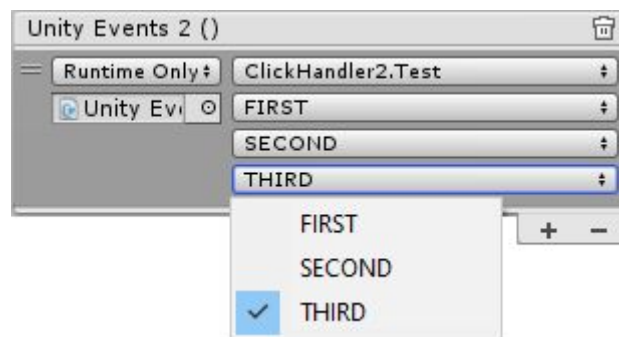 Unity Events 2 ()
Runtime Only ClickHandler2.Test
Unity Ev FIRST
SECOND
THIRD
FIRST
SECOND
THIRD